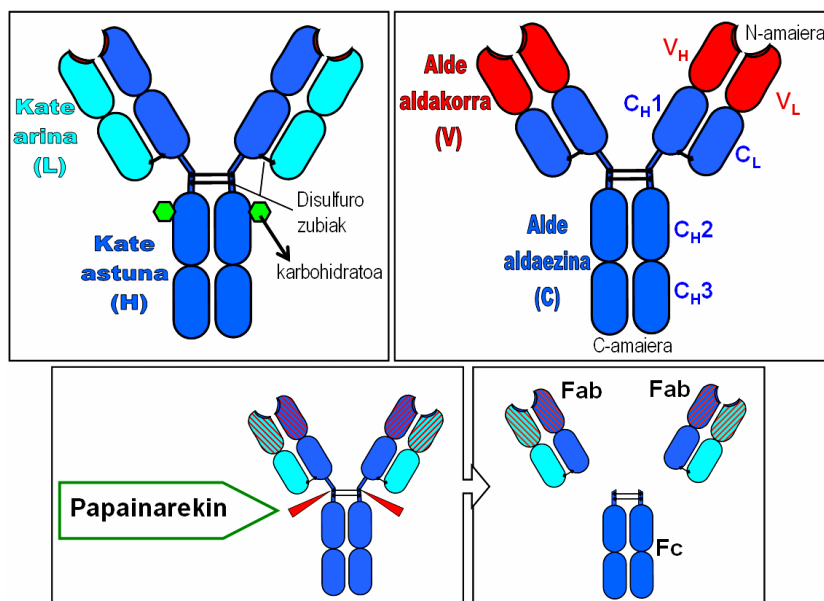 Kate
arina
(L)
Disulfuro
zubiak
Kate
astuna
(H)
karbohidratoa
N-amaiera
Alde
aldakorra
(V)
VH
CH1
VL
CL
Alde
aldaezina
(C)
CH2
CH3
C-amaiera
Papainarekin
Fab
Fab
Fc